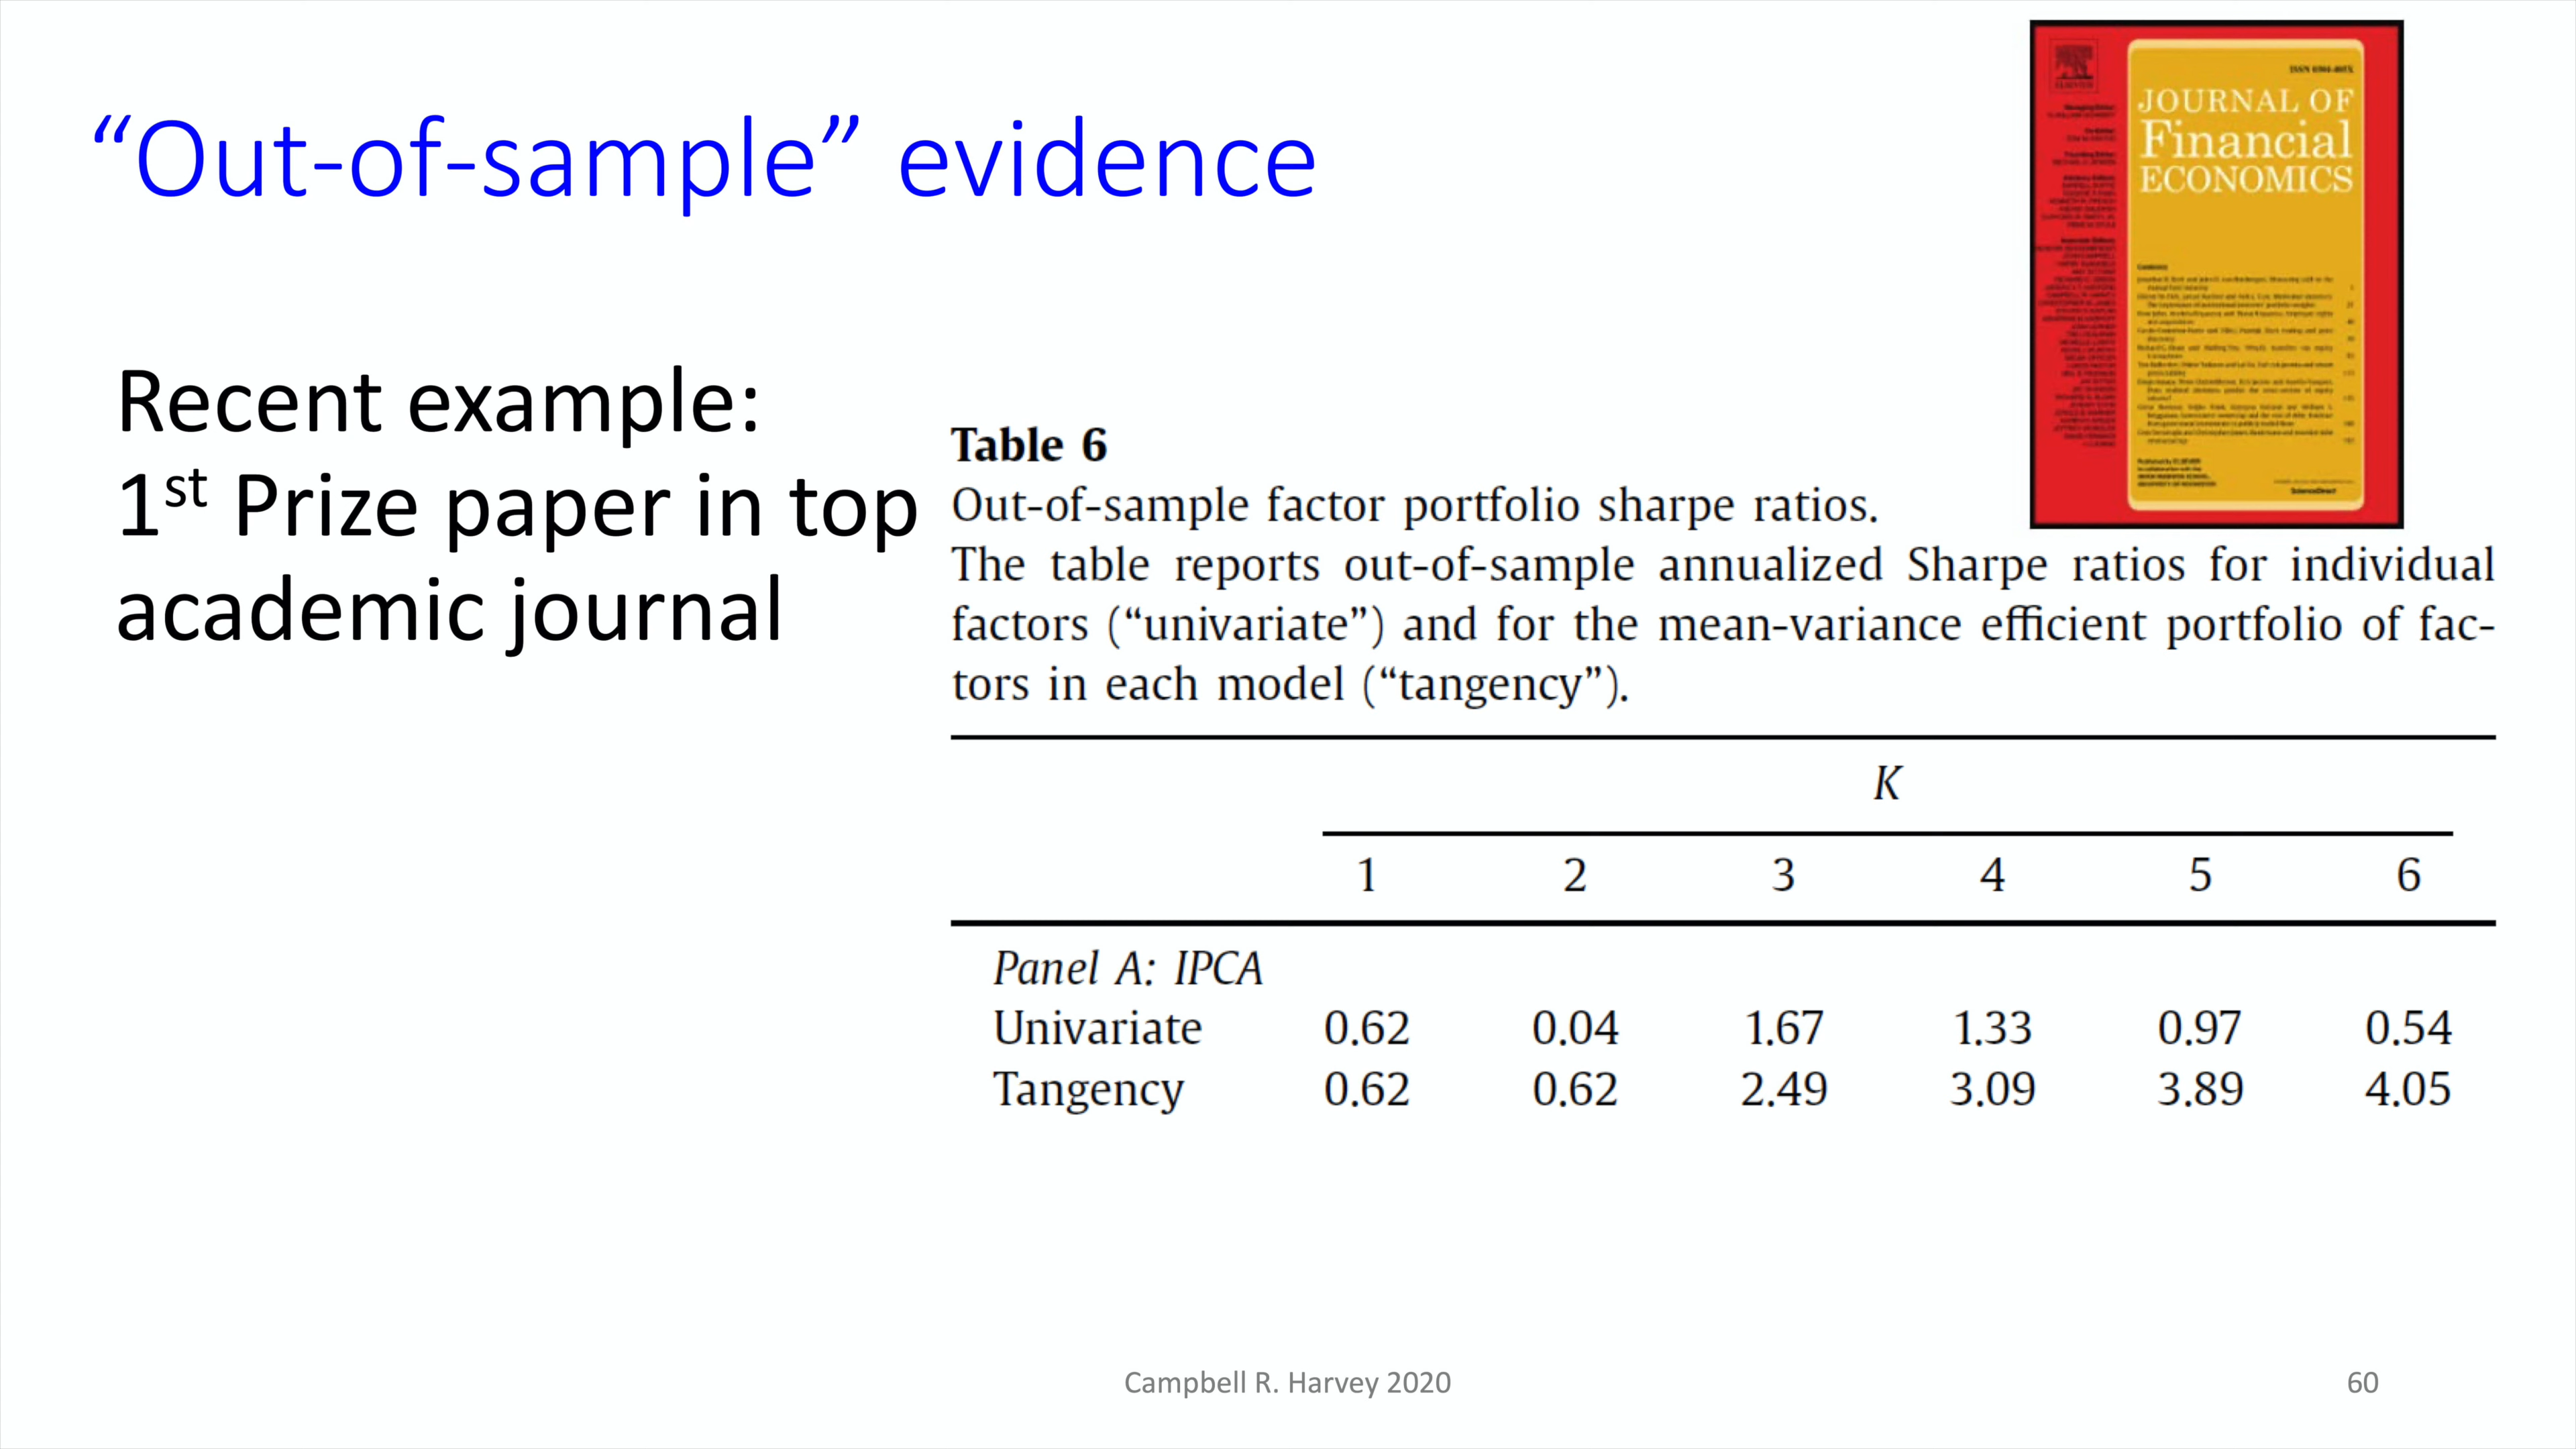 “Out-of-sample” evidence
ISSN 0304-405X
JOURNAL OF
Financial
ECONOMICS
Recent example:
1st Prize paper in top
academic journal
Table 6
Out-of-sample factor portfolio sharpe ratios.
The table reports out-of-sample annualized Sharpe ratios for individual
factors (“univariate”) and for the mean-variance efficient portfolio of fac-
tors in each model (“tangency”).
K
1 2 3 4 5 6
Panel A: IPCA
Univariate 0.62 0.04 1.67 1.33 0.97 0.54
Tangency 0.62 0.62 2.49 3.09 3.89 4.05
Campbell R. Harvey 2020
60